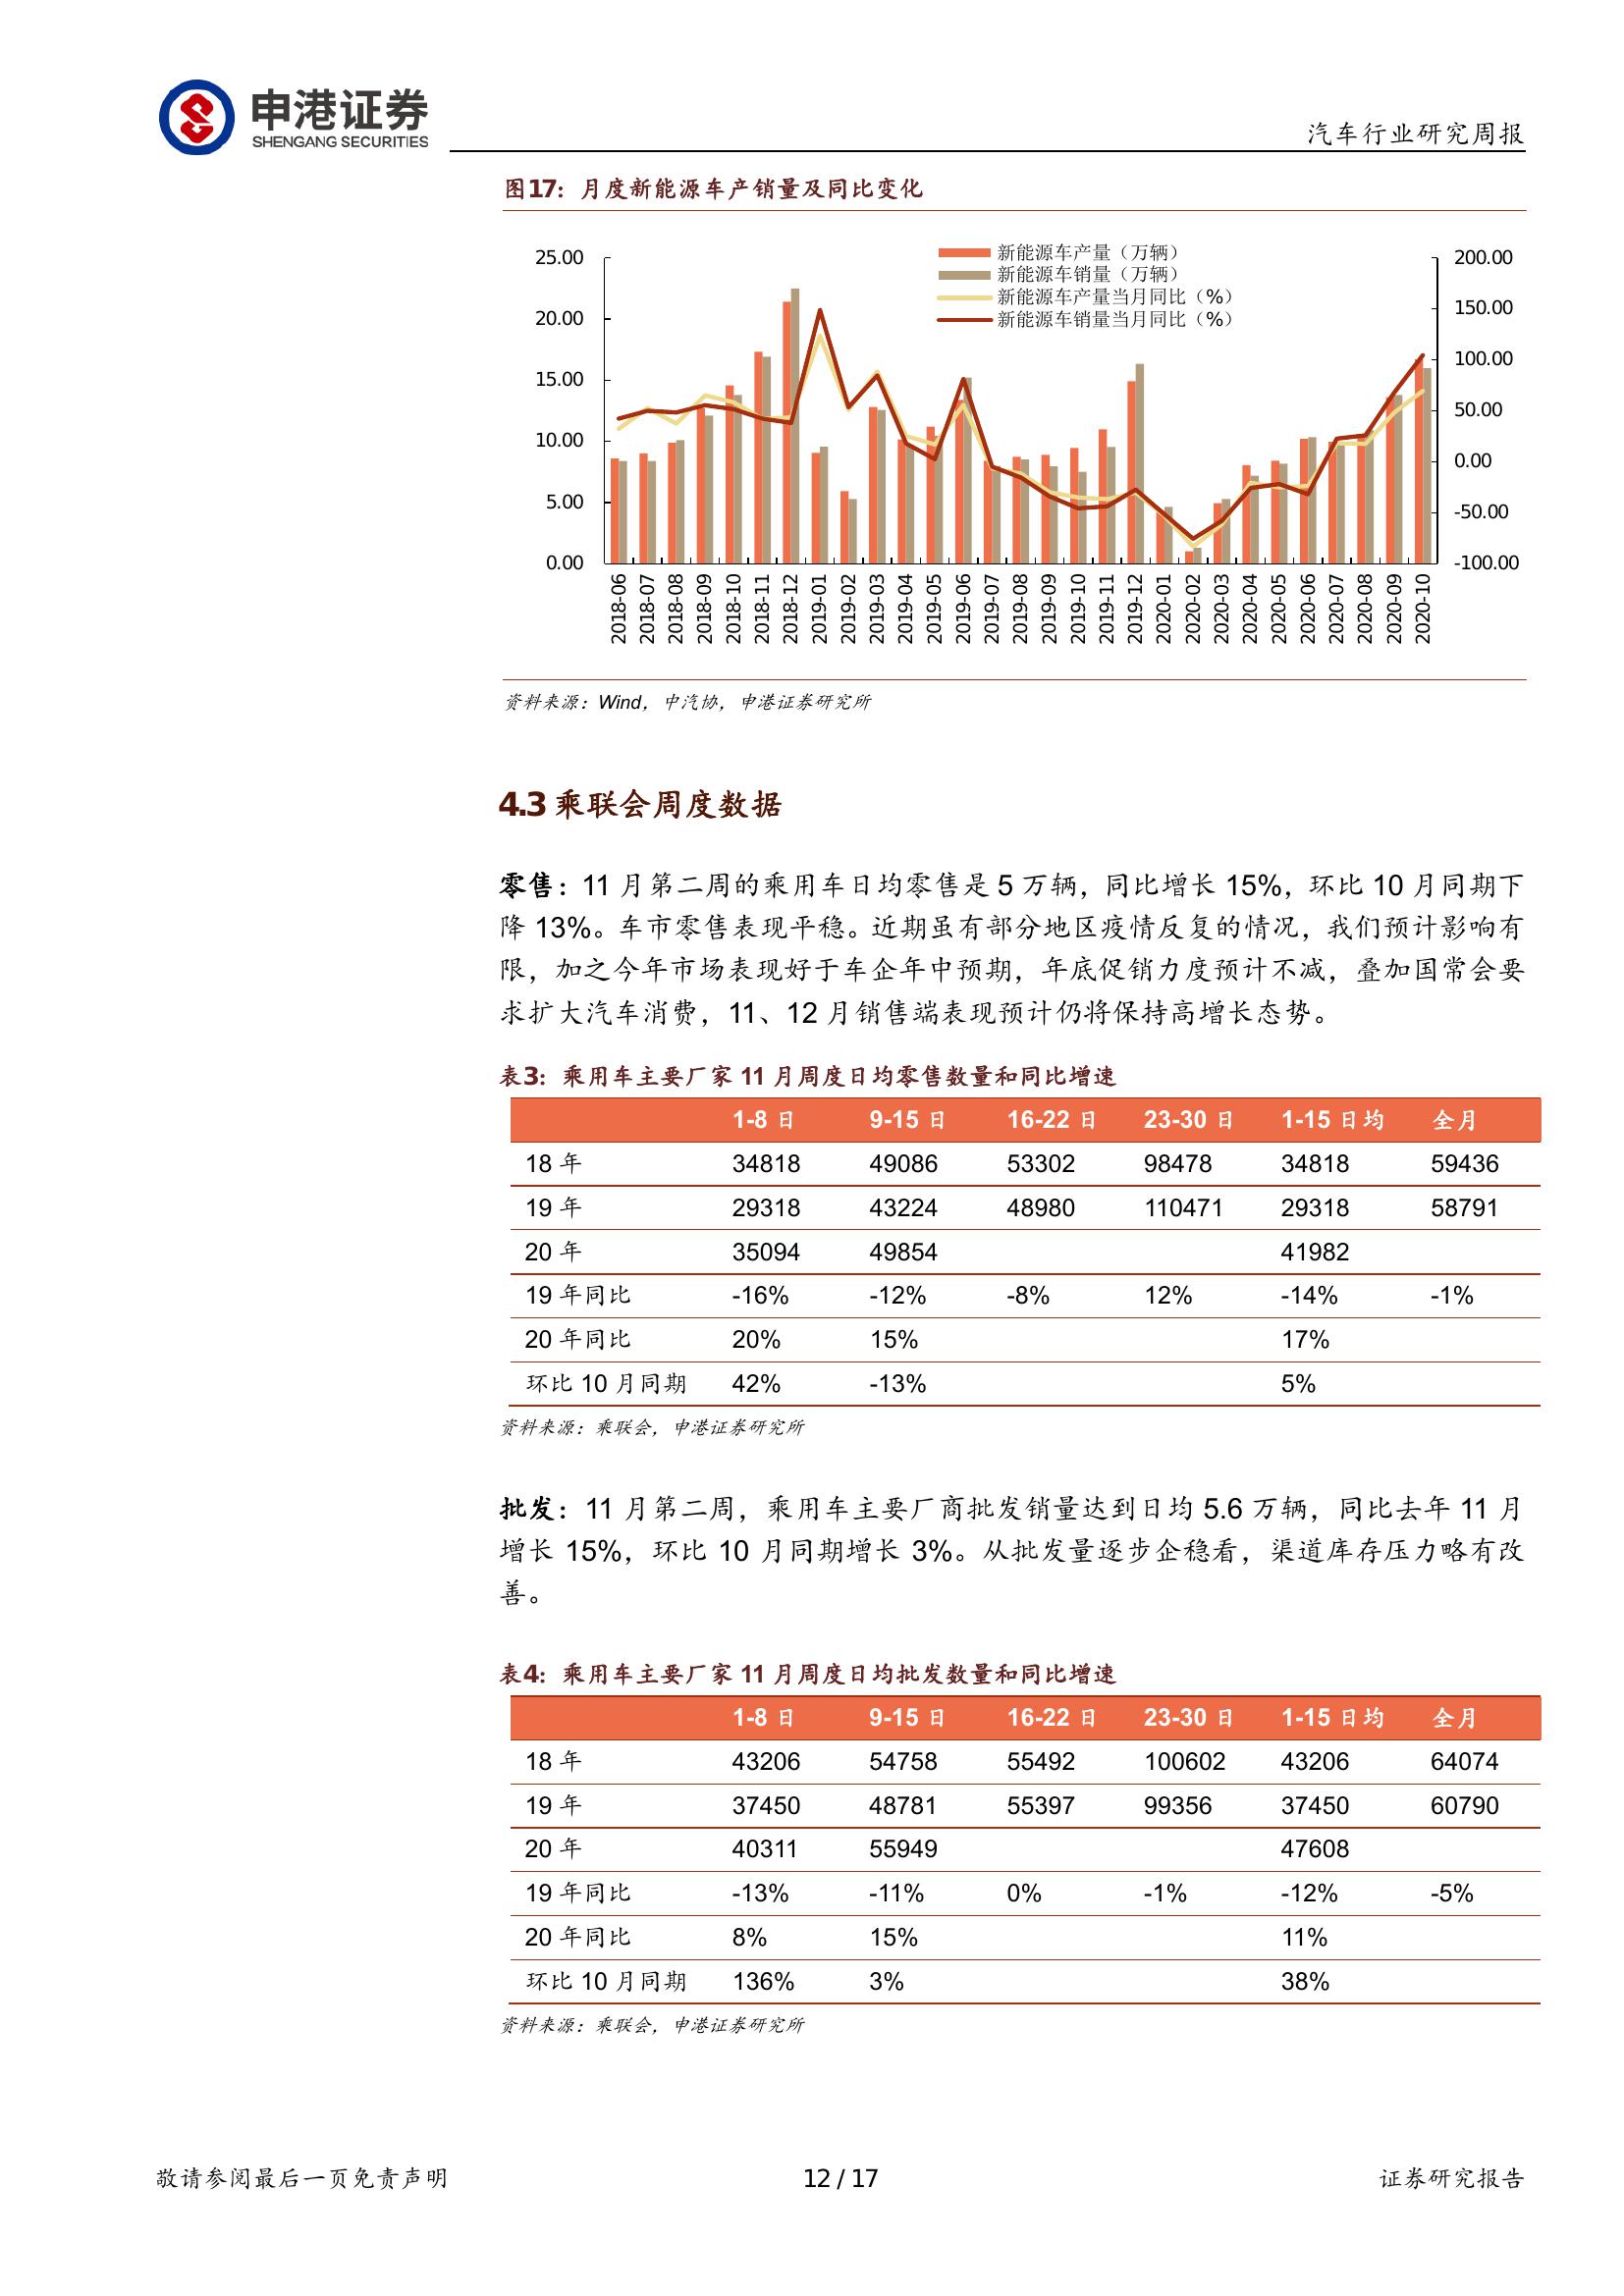 申港证券
SHENGANG SECURITIES
汽车行业研究周报
图17：月度新能源车产销量及同比变化
新能源车产量（万辆）
新能源车销量（万辆）
新能源车产量当月同比（%）
新能源车销量当月同比（%）
25.00
20.00
15.00
10.00
5.00
0.00
200.00
150.00
100.00
50.00
0.00
-50.00
-100.00
2018-06 2018-07 2018-08 2018-09 2018-10 2018-11 2018-12 2019-01 2019-02 2019-03 2019-04 2019-05 2019-06 2019-07 2019-08 2019-09 2019-10 2019-11 2019-12 2020-01 2020-02 2020-03 2020-04 2020-05 2020-06 2020-07 2020-08 2020-09 2020-10
资料来源：Wind，中汽协，申港证券研究所
4.3 乘联会周度数据
零售：11 月第二周的乘用车日均零售是 5 万辆，同比增长 15%，环比 10 月同期下
降 13%。车市零售表现平稳。近期虽有部分地区疫情反复的情况，我们预计影响有
限，加之今年市场表现好于车企年中预期，年底促销力度预计不减，叠加国常会要
求扩大汽车消费，11、12 月销售端表现预计仍将保持高增长态势。
表3：乘用车主要厂家 11 月周度日均零售数量和同比增速
1-8 日 9-15 日 16-22 日 23-30 日 1-15 日均 全月
18 年 34818 49086 53302 98478 34818 59436
19 年 29318 43224 48980 110471 29318 58791
20 年 35094 49854 41982
19 年同比 -16% -12% -8% 12% -14% -1%
20 年同比 20% 15% 17%
环比 10 月同期 42% -13% 5%
资料来源：乘联会，申港证券研究所
批发：11 月第二周，乘用车主要厂商批发销量达到日均 5.6 万辆，同比去年 11 月
增长 15%，环比 10 月同期增长 3%。从批发量逐步企稳看，渠道库存压力略有改
善。
表4：乘用车主要厂家 11 月周度日均批发数量和同比增速
1-8 日 9-15 日 16-22 日 23-30 日 1-15 日均 全月
18 年 43206 54758 55492 100602 43206 64074
19 年 37450 48781 55397 99356 37450 60790
20 年 40311 55949 47608
19 年同比 -13% -11% 0% -1% -12% -5%
20 年同比 8% 15% 11%
环比 10 月同期 136% 3% 38%
资料来源：乘联会，申港证券研究所
敬请参阅最后一页免责声明
12 / 17
证券研究报告